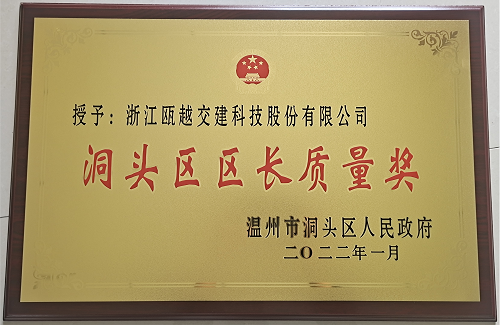 授予：浙江瓯越交建科技股份有限公司
洞头区区长质量奖
温州市洞头区人民政府
二〇二二年一月